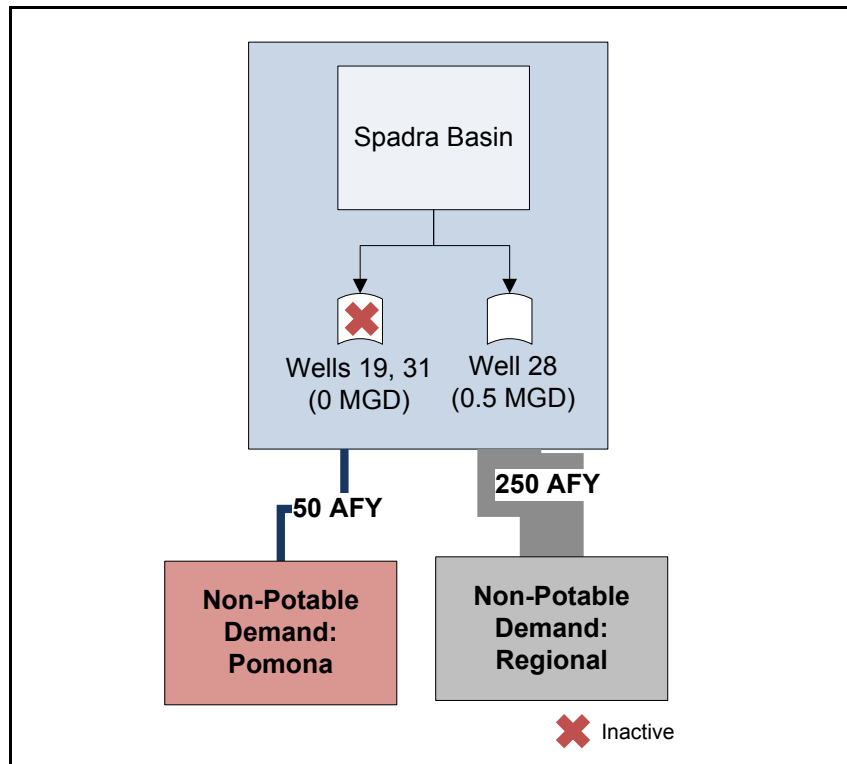 Spadra Basin
Wells 19, 31
(0 MGD)
Well 28
(0.5 MGD)
50 AFY
250 AFY
Non-Potable
Demand:
Pomona
Non-Potable
Demand:
Regional
Inactive